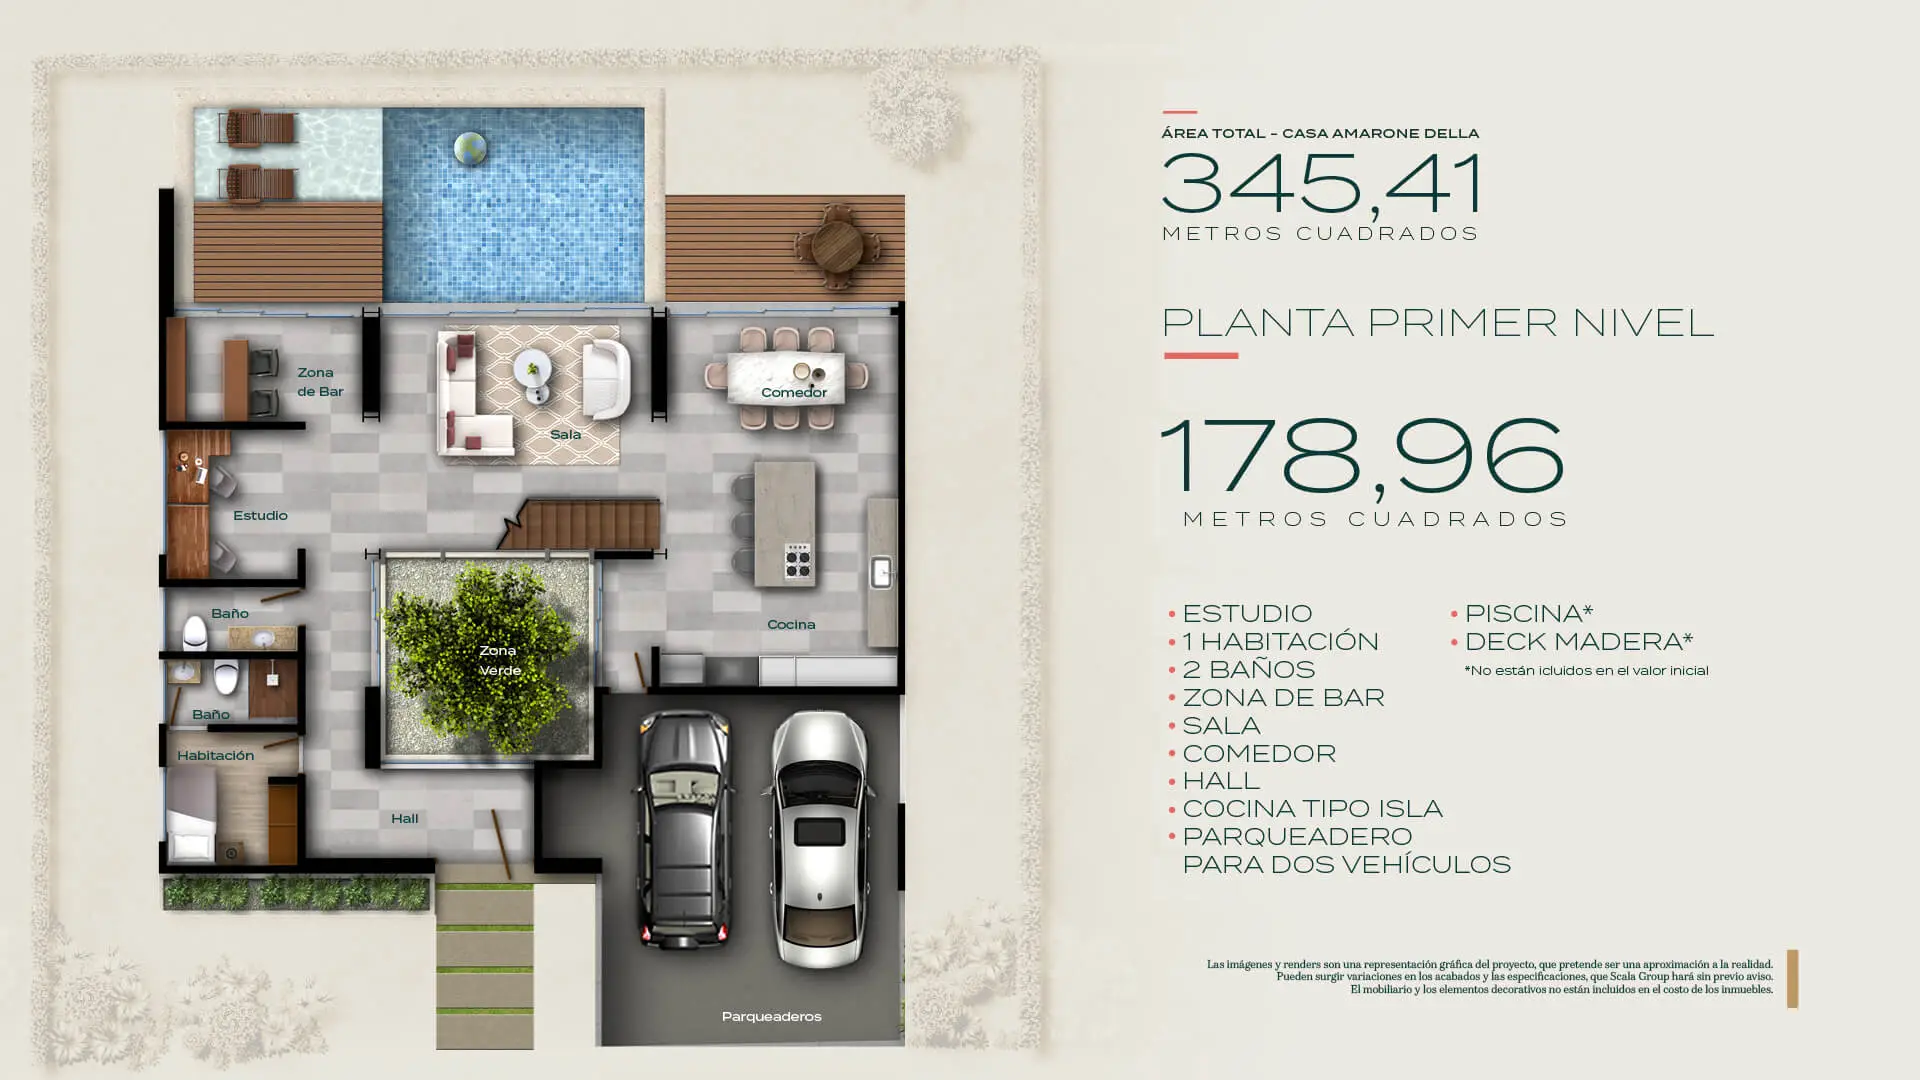 ÁREA TOTAL - CASA AMARONE DELLA
345,41
METROS CUADRADOS
PLANTA PRIMER NIVEL
178,96
METROS CUADRADOS
• ESTUDIO
• 1 HABITACIÓN
• 2 BAÑOS
• ZONA DE BAR
• SALA
• COMEDOR
• HALL
• COCINA TIPO ISLA
• PARQUEADERO
PARA DOS VEHÍCULOS
• PISCINA*
• DECK MADERA*
*No están icluidos en el valor inicial
Zona
de Bar
Sala
Comedor
Estudio
Baño
Cocina
Zona
Verde
Baño
Habitación
Hall
Parqueaderos
Las imágenes y renders son una representación gráfica del proyecto, que pretende ser una aproximación a la realidad.
Pueden surgir variaciones en los acabados y las especificaciones, que Scala Group hará sin previo aviso.
El mobiliario y los elementos decorativos no están incluidos en el costo de los inmuebles.